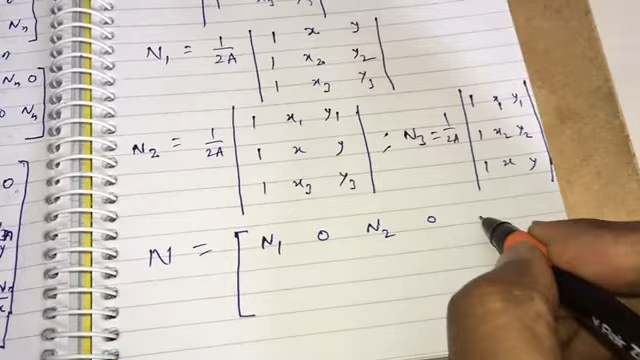 N₁ = 1/2A | 1 x y |
| 1 x₂ y₂ |
| 1 x₃ y₃ |
N₂ = 1/2A | 1 x₁ y₁ | ; N₃ = 1/2A | 1 x₁ y₁ |
| 1 x y | | 1 x₂ y₂ |
| 1 x₃ y₃ | | 1 x y |
N = [ N₁ 0 N₂ 0